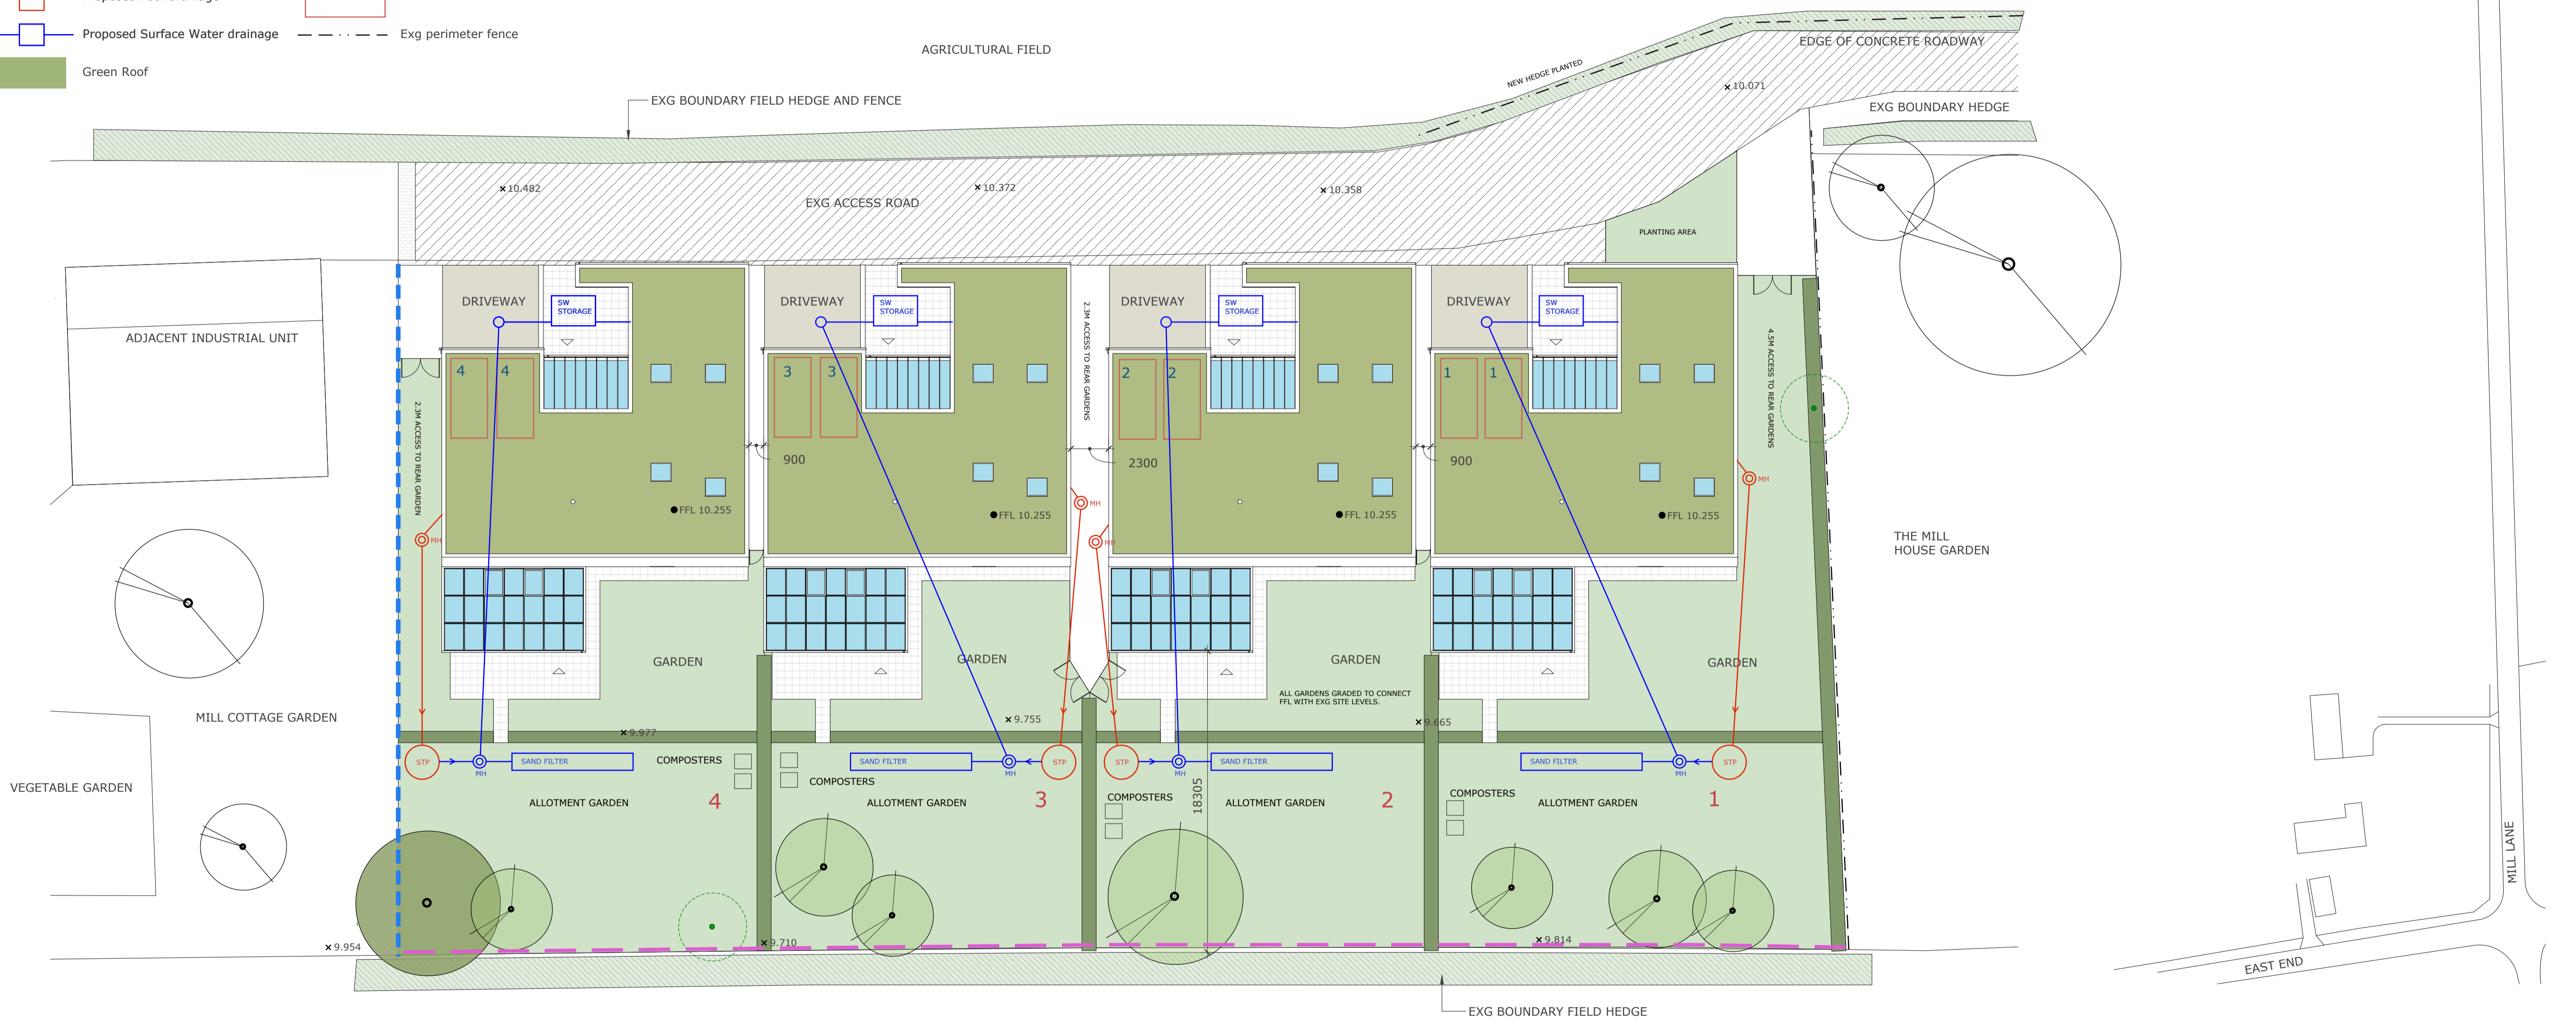 Proposed Surface Water drainage
Exg perimeter fence
Green Roof
AGRICULTURAL FIELD
EDGE OF CONCRETE ROADWAY
NEW HEDGE PLANTED
10.071
EXG BOUNDARY FIELD HEDGE AND FENCE
EXG BOUNDARY HEDGE
10.482
10.372
10.358
EXG ACCESS ROAD
PLANTING AREA
ADJACENT INDUSTRIAL UNIT
DRIVEWAY
SW
STORAGE
DRIVEWAY
SW
STORAGE
DRIVEWAY
SW
STORAGE
DRIVEWAY
SW
STORAGE
2.3M ACCESS TO REAR GARDEN
2.3M ACCESS TO REAR GARDENS
4.5M ACCESS TO REAR GARDENS
4 4
3 3
2 2
1 1
900
2300
900
FFL 10.255
FFL 10.255
FFL 10.255
FFL 10.255
MH
MH
MH
MH
THE MILL
HOUSE GARDEN
GARDEN
GARDEN
GARDEN
GARDEN
ALL GARDENS GRADED TO CONNECT
FFL WITH EXG SITE LEVELS.
MILL COTTAGE GARDEN
9.977
9.755
9.665
STP
MH
SAND FILTER
COMPOSTERS
SAND FILTER
MH
STP
STP
MH
SAND FILTER
SAND FILTER
MH
STP
VEGETABLE GARDEN
COMPOSTERS
COMPOSTERS
COMPOSTERS
18305
ALLOTMENT GARDEN
4
ALLOTMENT GARDEN
3
ALLOTMENT GARDEN
2
ALLOTMENT GARDEN
1
MILL LANE
9.954
9.710
9.814
EAST END
EXG BOUNDARY FIELD HEDGE